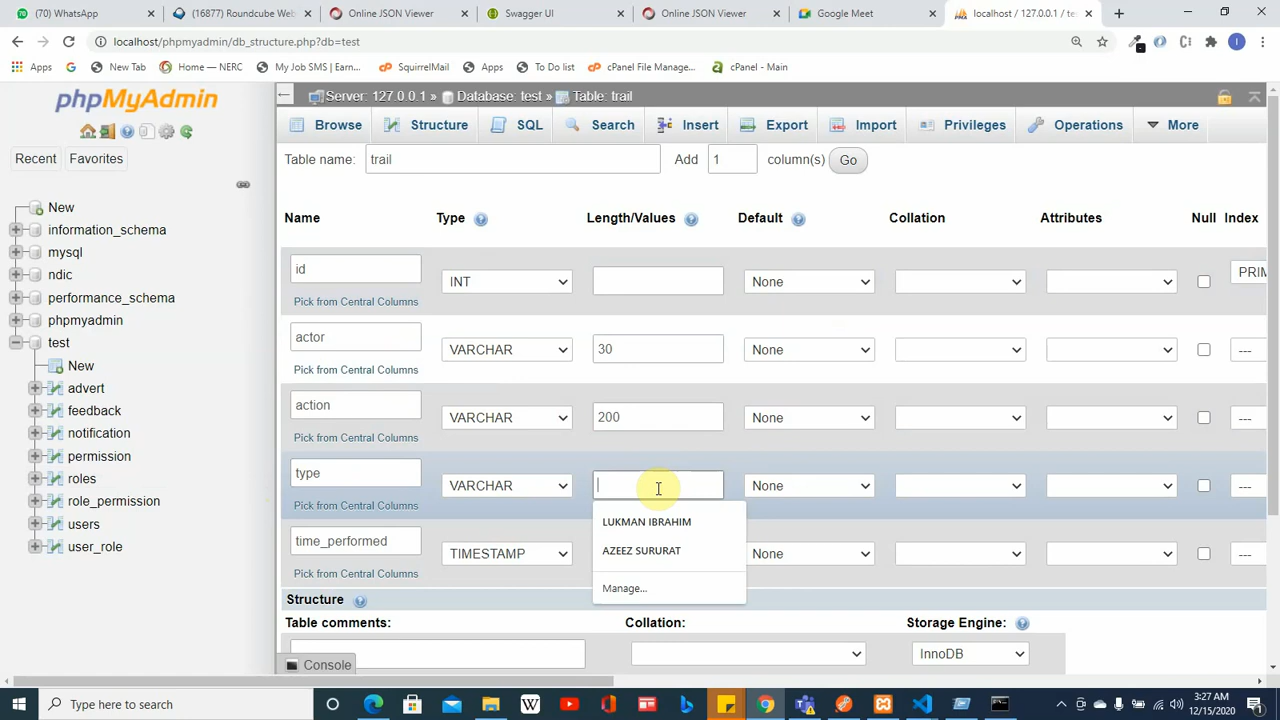 (70) WhatsApp
(16877) Roundcube Web
Online JSON Viewer
Swagger UI
Online JSON Viewer
Google Meet
localhost / 127.0.0.1 / te
localhost/phpmyadmin/db_structure.php?db=test
Apps
New Tab
Home — NERC
My Job SMS | Earn...
SquirrelMail
Apps
To Do list
cPanel File Manage...
cPanel - Main
phpMyAdmin
Recent
Favorites
New
information_schema
mysql
ndic
performance_schema
phpmyadmin
test
New
advert
feedback
notification
permission
roles
role_permission
users
user_role
Server: 127.0.0.1 » Database: test » Table: trail
Browse
Structure
SQL
Search
Insert
Export
Import
Privileges
Operations
More
Table name: trail Add 1 column(s) Go
Name Type Length/Values Default Collation Attributes Null Index
id INT None PRIM
Pick from Central Columns
actor VARCHAR 30 None ---
Pick from Central Columns
action VARCHAR 200 None ---
Pick from Central Columns
type VARCHAR None ---
Pick from Central Columns
LUKMAN IBRAHIM
AZEEZ SURURAT
Manage...
time_performed TIMESTAMP None ---
Pick from Central Columns
Structure
Table comments: Collation: Storage Engine:
InnoDB
Console
Type here to search
3:27 AM
12/15/2020